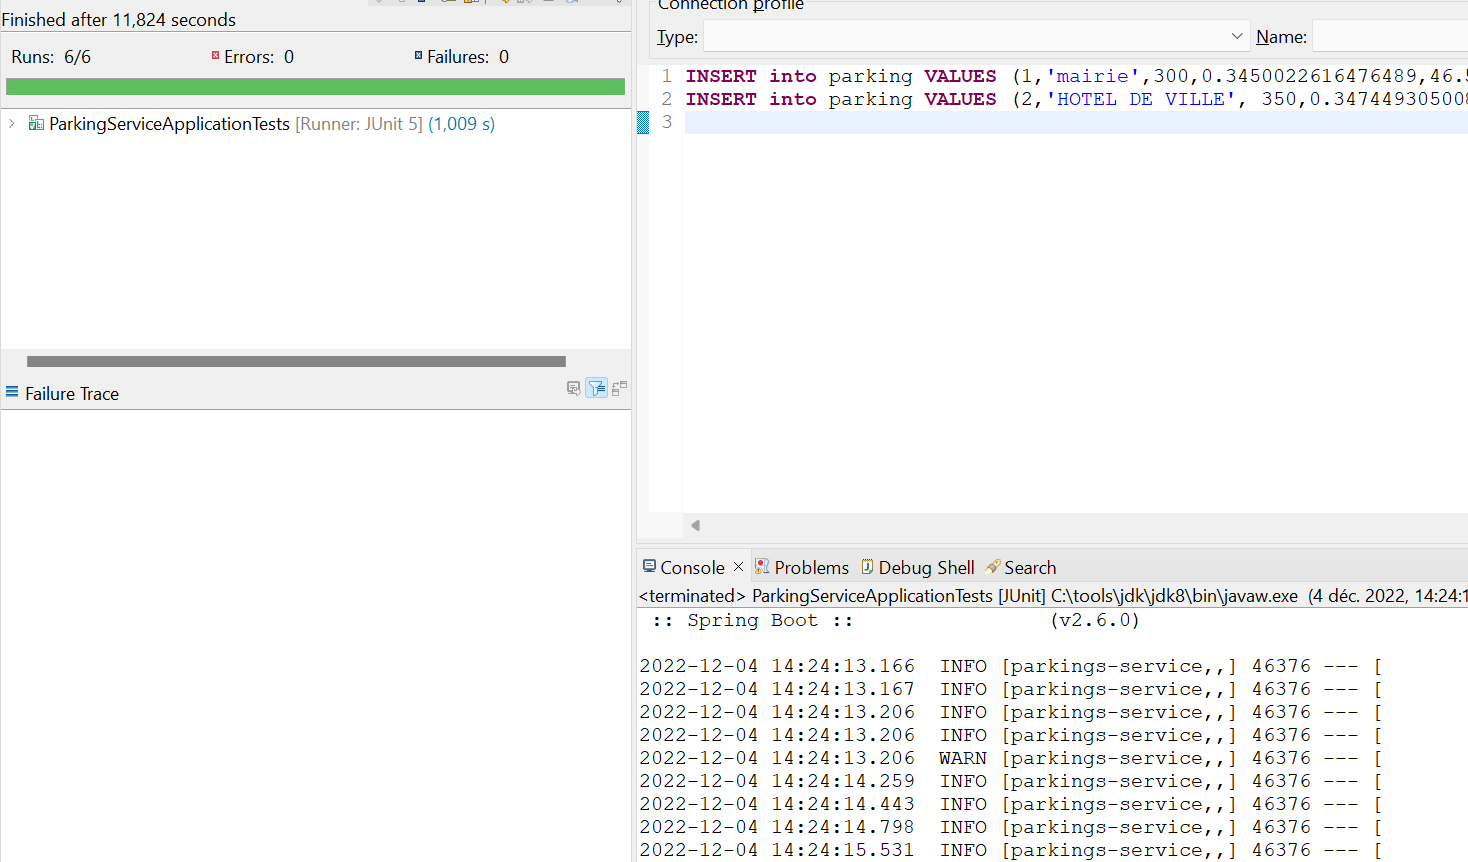 Finished after 11,824 seconds
Runs: 6/6 Errors: 0 Failures: 0
ParkingServiceApplicationTests [Runner: JUnit 5] (1,009 s)
Failure Trace
Connection profile
Type: Name:
1 INSERT into parking VALUES (1,'mairie',300,0.3450022616476489,46.5
2 INSERT into parking VALUES (2,'HOTEL DE VILLE', 350,0.347449305008
3
Console Problems Debug Shell Search
<terminated> ParkingServiceApplicationTests [JUnit] C:\tools\jdk\jdk8\bin\javaw.exe (4 déc. 2022, 14:24:1
:: Spring Boot :: (v2.6.0)
2022-12-04 14:24:13.166 INFO [parkings-service,,] 46376 --- [
2022-12-04 14:24:13.167 INFO [parkings-service,,] 46376 --- [
2022-12-04 14:24:13.206 INFO [parkings-service,,] 46376 --- [
2022-12-04 14:24:13.206 INFO [parkings-service,,] 46376 --- [
2022-12-04 14:24:13.206 WARN [parkings-service,,] 46376 --- [
2022-12-04 14:24:14.259 INFO [parkings-service,,] 46376 --- [
2022-12-04 14:24:14.443 INFO [parkings-service,,] 46376 --- [
2022-12-04 14:24:14.798 INFO [parkings-service,,] 46376 --- [
2022-12-04 14:24:15.531 INFO [parkings-service,,] 46376 --- [